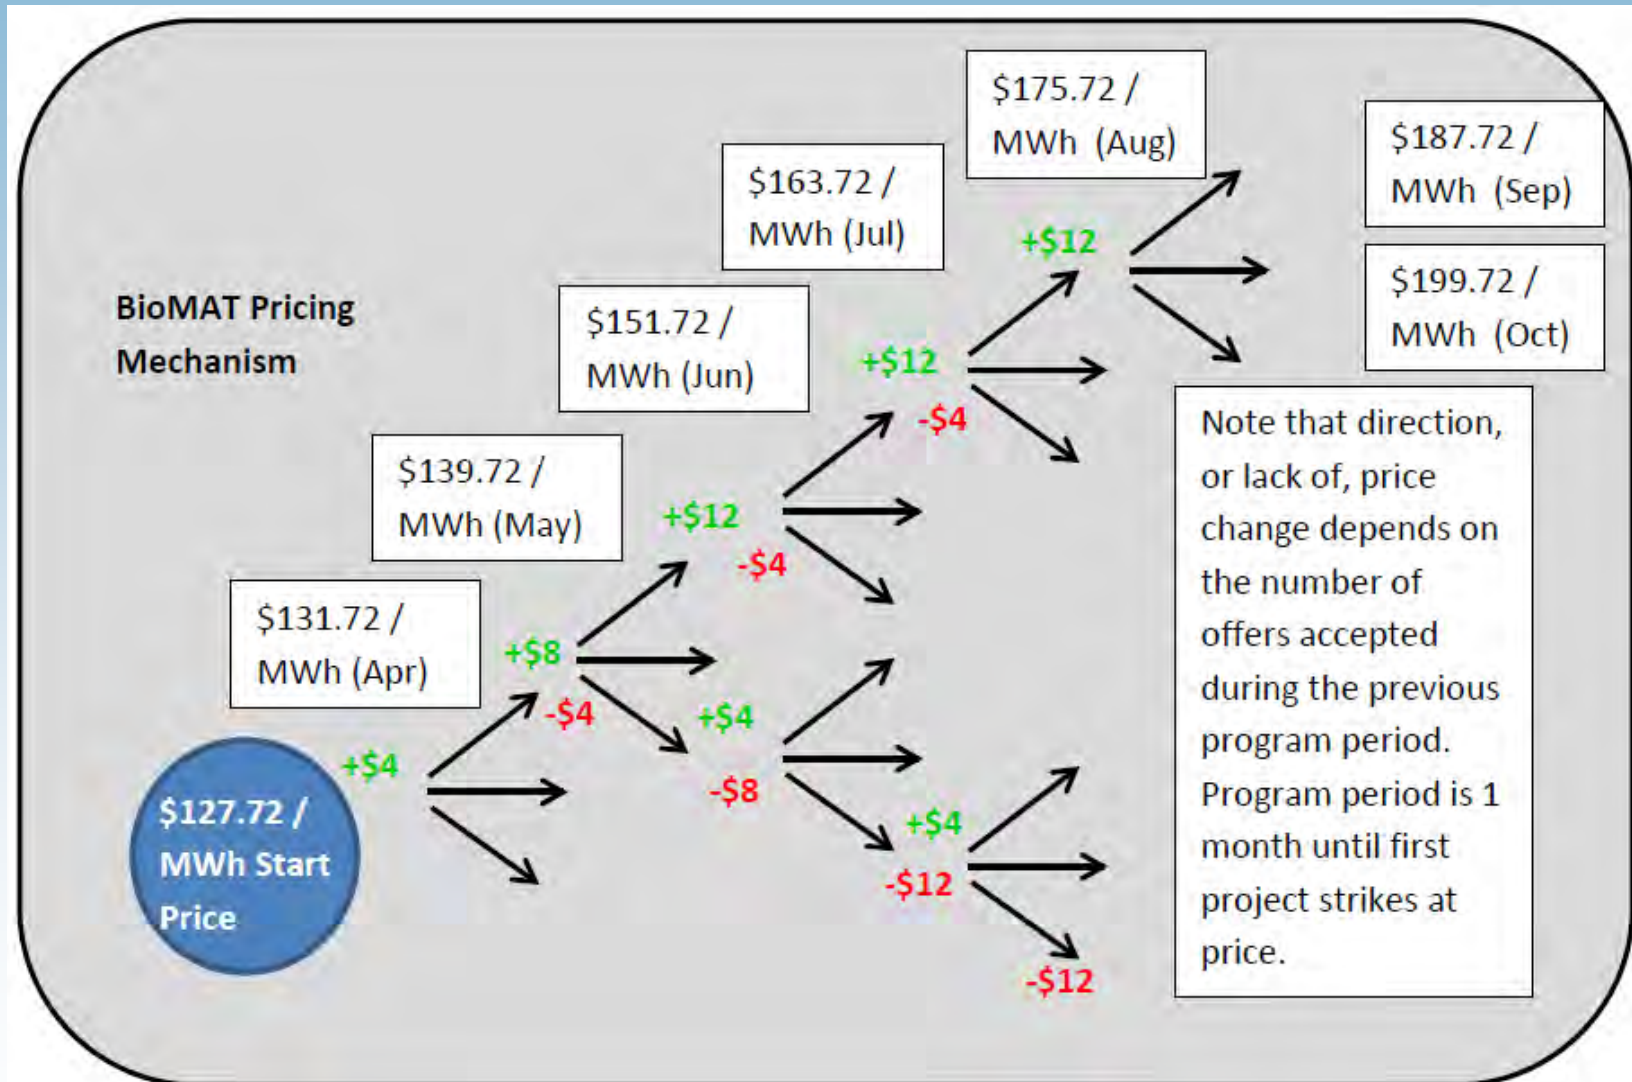 BioMAT Pricing
Mechanism
$127.72 /
MWh Start
Price
+$4
$131.72 /
MWh (Apr)
+$8
-$4
$139.72 /
MWh (May)
+$12
-$4
+$4
-$8
$151.72 /
MWh (Jun)
+$12
-$4
+$4
-$12
-$12
$163.72 /
MWh (Jul)
+$12
$175.72 /
MWh (Aug)
$187.72 /
MWh (Sep)
$199.72 /
MWh (Oct)
Note that direction,
or lack of, price
change depends on
the number of
offers accepted
during the previous
program period.
Program period is 1
month until first
project strikes at
price.